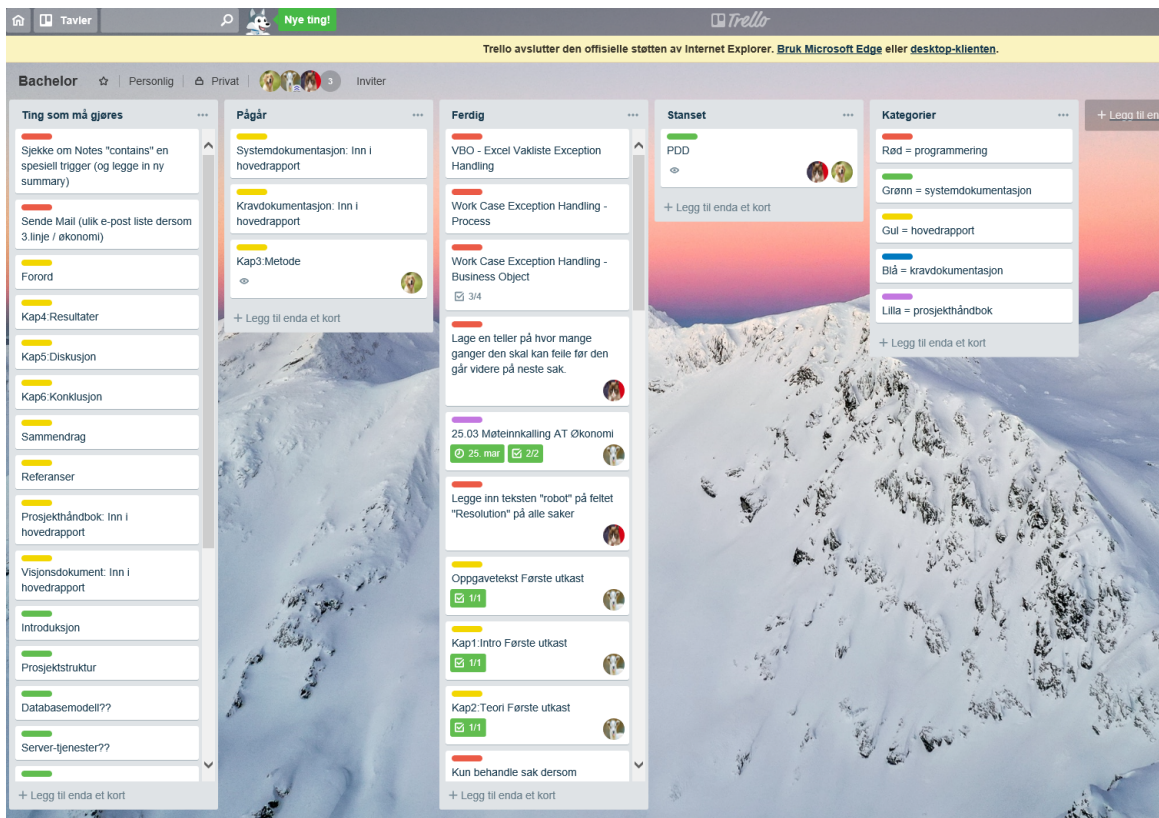 Tavler
Nye ting!
Trello
Trello avslutter den offisielle støtten av Internet Explorer. Bruk Microsoft Edge eller desktop-klienten.
Bachelor
Personlig
Privat
3
Inviter
Ting som må gjøres
Sjekke om Notes "contains" en
spesiell trigger (og legge in ny
summary)
Sende Mail (ulik e-post liste dersom
3.linje / økonomi)
Forord
Kap4:Resultater
Kap5:Diskusjon
Kap6:Konklusjon
Sammendrag
Referanser
Prosjekthåndbok: Inn i
hovedrapport
Visjonsdokument: Inn i
hovedrapport
Introduksjon
Prosjektstruktur
Databasemodell??
Server-tjenester??
+ Legg til enda et kort
Pågår
Systemdokumentasjon: Inn i
hovedrapport
Kravdokumentasjon: Inn i
hovedrapport
Kap3:Metode
+ Legg til enda et kort
Ferdig
VBO - Excel Vakliste Exception
Handling
Work Case Exception Handling -
Process
Work Case Exception Handling -
Business Object
3/4
Lage en teller på hvor mange
ganger den skal kan feile før den
går videre på neste sak.
25.03 Møteinnkalling AT Økonomi
25. mar 2/2
Legge inn teksten "robot" på feltet
"Resolution" på alle saker
Oppgavetekst Første utkast
1/1
Kap1:Intro Første utkast
1/1
Kap2:Teori Første utkast
1/1
Kun behandle sak dersom
+ Legg til enda et kort
Stanset
PDD
+ Legg til enda et kort
Kategorier
Rød = programmering
Grønn = systemdokumentasjon
Gul = hovedrapport
Blå = kravdokumentasjon
Lilla = prosjekthåndbok
+ Legg til enda et kort
+ Legg til en